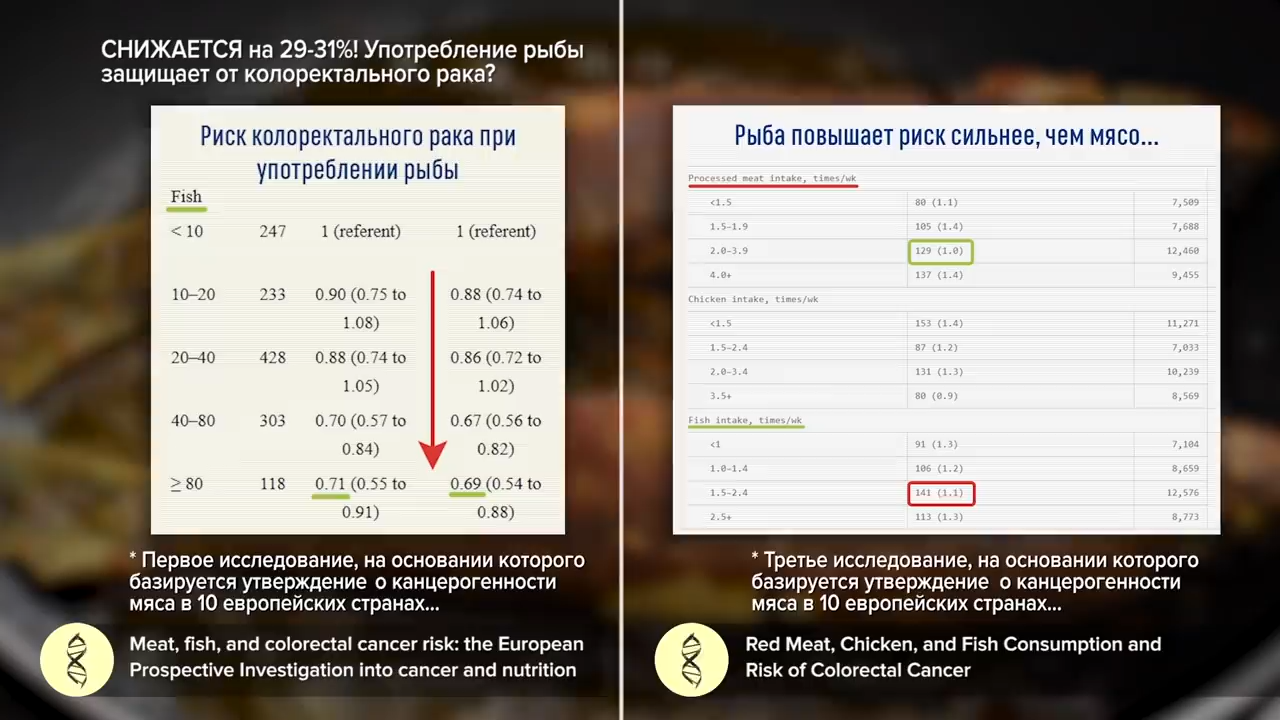 СНИЖАЕТСЯ на 29-31%! Употребление рыбы
защищает от колоректального рака?
Риск колоректального рака при
употреблении рыбы
Fish
< 10 247 1 (referent) 1 (referent)
10–20 233 0.90 (0.75 to 0.88 (0.74 to
1.08) 1.06)
20–40 428 0.88 (0.74 to 0.86 (0.72 to
1.05) 1.02)
40–80 303 0.70 (0.57 to 0.67 (0.56 to
0.84) 0.82)
≥ 80 118 0.71 (0.55 to 0.69 (0.54 to
0.91) 0.88)
* Первое исследование, на основании которого
базируется утверждение о канцерогенности
мяса в 10 европейских странах...
Meat, fish, and colorectal cancer risk: the European
Prospective Investigation into cancer and nutrition
Рыба повышает риск сильнее, чем мясо...
Processed meat intake, times/wk
<1.5 80 (1.1) 7,509
1.5-1.9 105 (1.4) 7,688
2.0-3.9 129 (1.0) 12,460
4.0+ 137 (1.4) 9,455
Chicken intake, times/wk
<1.5 153 (1.4) 11,271
1.5-2.4 87 (1.2) 7,033
2.0-3.4 131 (1.3) 10,239
3.5+ 80 (0.9) 8,569
Fish intake, times/wk
<1 91 (1.3) 7,104
1.0-1.4 106 (1.2) 8,659
1.5-2.4 141 (1.1) 12,576
2.5+ 113 (1.3) 8,773
* Третье исследование, на основании которого
базируется утверждение о канцерогенности
мяса в 10 европейских странах...
Red Meat, Chicken, and Fish Consumption and
Risk of Colorectal Cancer